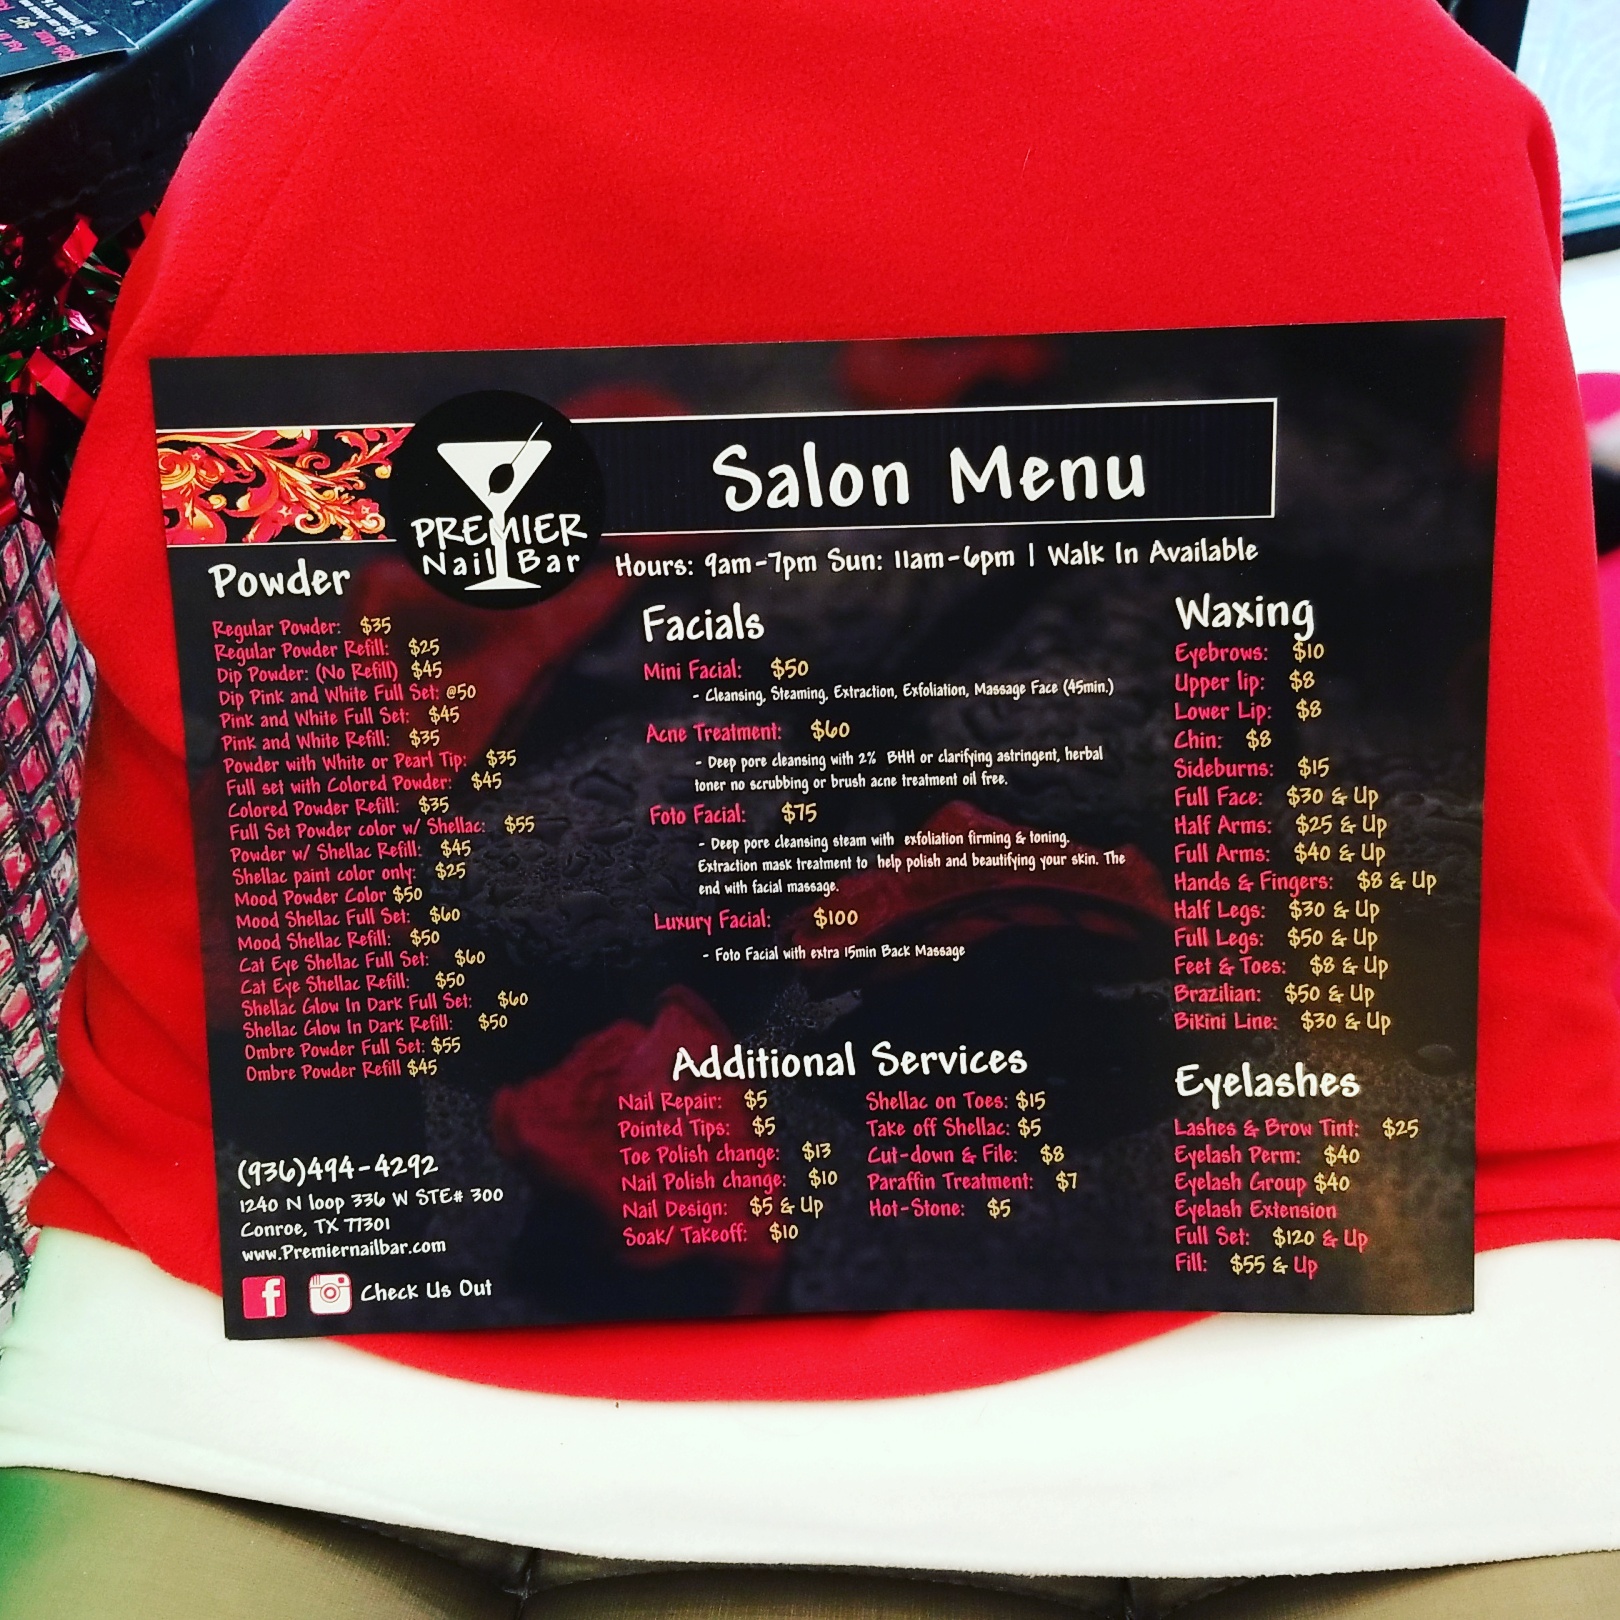 Salon Menu
PREMIER
Nail Bar
Hours: 9am-7pm Sun: 11am-6pm | Walk In Available
Powder
Regular Powder: $35
Regular Powder Refill: $25
Dip Powder: (No Refill) $45
Dip Pink and White Full Set: @50
Pink and White Full Set: $45
Pink and White Refill: $35
Powder with White or Pearl Tip: $35
Full set with Colored Powder: $45
Colored Powder Refill: $35
Full Set Powder color w/ Shellac: $55
Powder w/ Shellac Refill: $45
Shellac paint color only: $25
Mood Powder Color $50
Mood Shellac Full Set: $60
Mood Shellac Refill: $50
Cat Eye Shellac Full Set: $60
Cat Eye Shellac Refill: $50
Shellac Glow In Dark Full Set: $60
Shellac Glow In Dark Refill: $50
Ombre Powder Full Set: $55
Ombre Powder Refill $45
(936)494-4292
1240 N loop 336 W STE# 300
Conroe, TX 77301
www.Premiernailbar.com
f Check Us Out
Facials
Mini Facial: $50
- Cleansing, Steaming, Extraction, Exfoliation, Massage Face (45min.)
Acne Treatment: $60
- Deep pore cleansing with 2% BHH or clarifying astringent, herbal
toner no scrubbing or brush acne treatment oil free.
Foto Facial: $75
- Deep pore cleansing steam with exfoliation firming & toning.
Extraction mask treatment to help polish and beautifying your skin. The
end with facial massage.
Luxury Facial: $100
- Foto Facial with extra 15min Back Massage
Additional Services
Nail Repair: $5
Pointed Tips: $5
Toe Polish change: $13
Nail Polish change: $10
Nail Design: $5 & Up
Soak/ Takeoff: $10
Shellac on Toes: $15
Take off Shellac: $5
Cut-down & File: $8
Paraffin Treatment: $7
Hot-Stone: $5
Waxing
Eyebrows: $10
Upper lip: $8
Lower Lip: $8
Chin: $8
Sideburns: $15
Full Face: $30 & Up
Half Arms: $25 & Up
Full Arms: $40 & Up
Hands & Fingers: $8 & Up
Half Legs: $30 & Up
Full Legs: $50 & Up
Feet & Toes: $8 & Up
Brazilian: $50 & Up
Bikini Line: $30 & Up
Eyelashes
Lashes & Brow Tint: $25
Eyelash Perm: $40
Eyelash Group $40
Eyelash Extension
Full Set: $120 & Up
Fill: $55 & Up